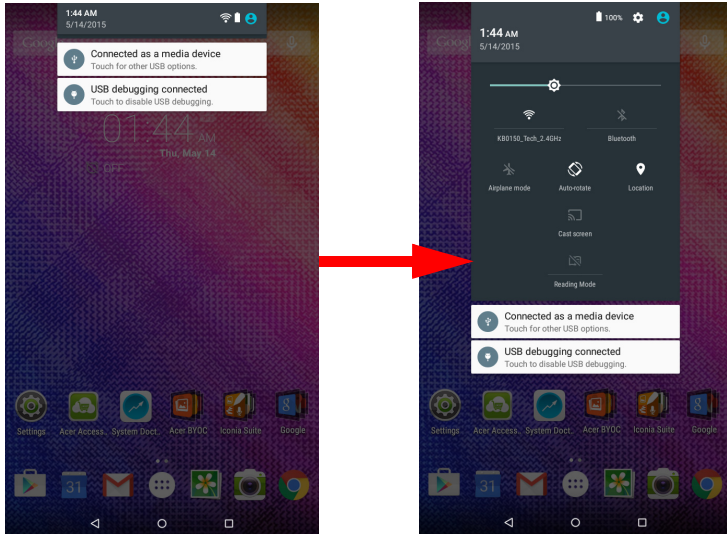 1:44 AM
5/14/2015
Google
Connected as a media device
Touch for other USB options.
USB debugging connected
Touch to disable USB debugging.
01:44 AM
Thu, May 14
OFF
Settings
Acer Access..
System Doct..
Acer BYOC
Iconia Suite
Google
31
100%
1:44 AM
5/14/2015
KB0150_Tech_2.4GHz
Bluetooth
Airplane mode
Auto-rotate
Location
Cast screen
Reading Mode
Connected as a media device
Touch for other USB options.
USB debugging connected
Touch to disable USB debugging.
Settings
Acer Access..
System Doct..
Acer BYOC
Iconia Suite
Google
31